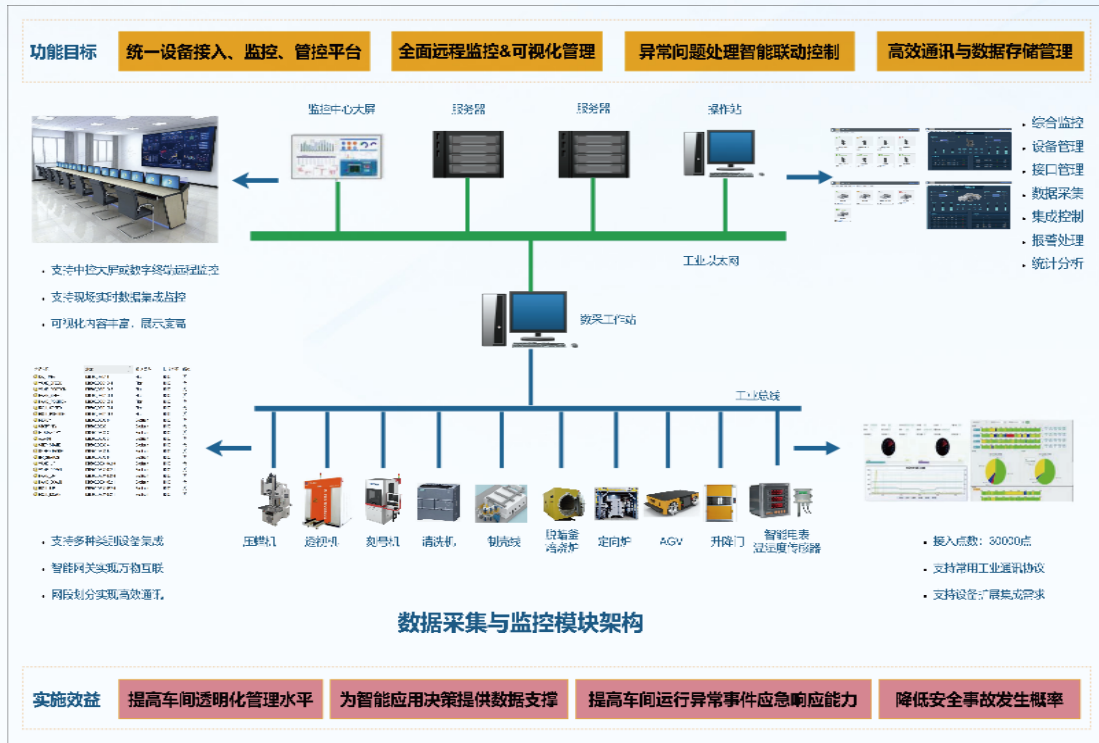 功能目标
统一设备接入、监控、管控平台
全面远程监控&可视化管理
异常问题处理智能联动控制
高效通讯与数据存储管理
监控中心大屏
服务器
服务器
操作站
综合监控
设备管理
接口管理
数据采集
集成控制
报警处理
统计分析
工业以太网
支持中控大屏或数字终端远程监控
支持现场实时数据集成监控
可视化内容丰富、展示度高
数采工作站
工业总线
压蜡机
透视机
刻号机
清洗机
制壳线
脱蜡釜
焙烧炉
定向炉
AGV
升降门
智能电表
温湿度传感器
支持多种类别设备集成
智能网关实现万物互联
网段划分实现高效通讯
接入点数：30000点
支持常用工业通讯协议
支持设备扩展集成需求
数据采集与监控模块架构
实施效益
提高车间透明化管理水平
为智能应用决策提供数据支撑
提高车间运行异常事件应急响应能力
降低安全事故发生概率